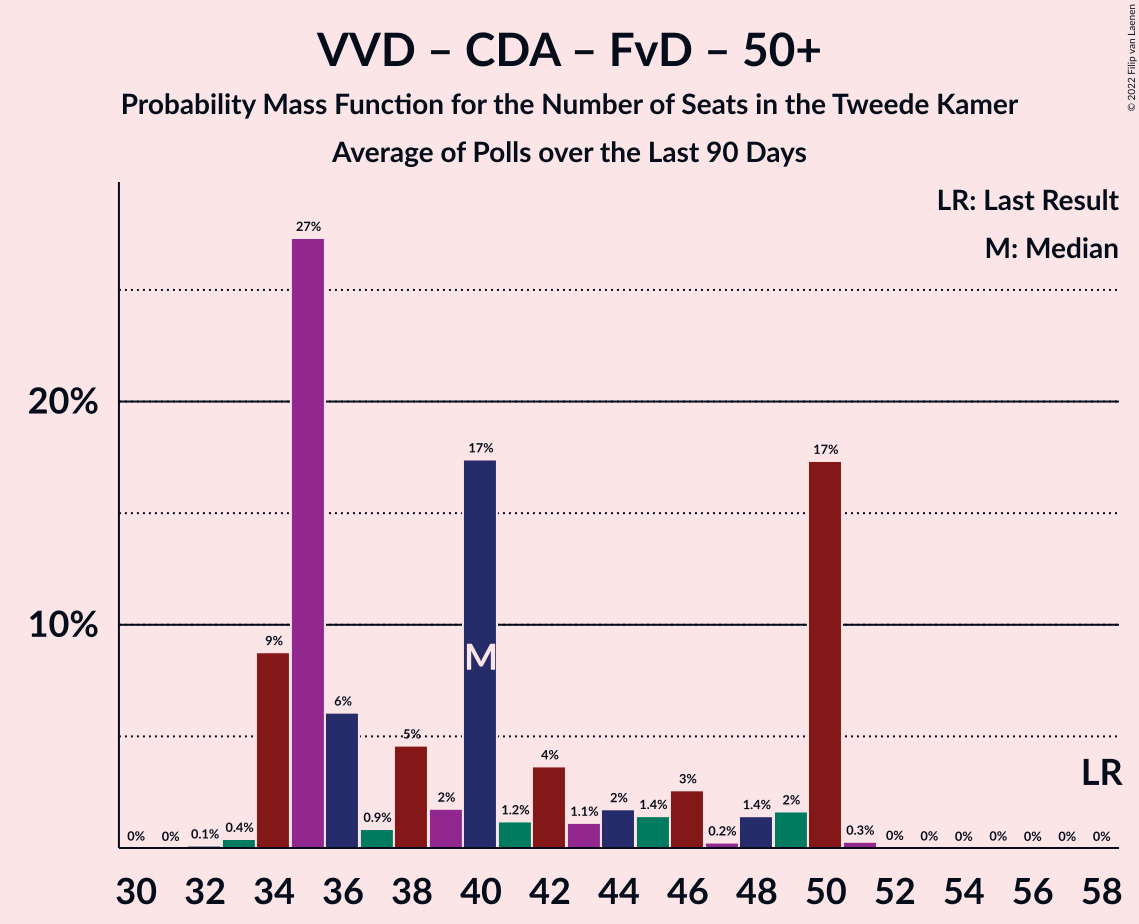 VVD – CDA – FvD – 50+
Probability Mass Function for the Number of Seats in the Tweede Kamer
Average of Polls over the Last 90 Days
© 2022 Filip van Laenen
LR: Last Result
M: Median
20%
10%
0% 0% 0.1% 0.4% 9% 27% 6% 0.9% 5% 2% 17% 1.2% 4% 1.1% 2% 1.4% 3% 0.2% 1.4% 2% 17% 0.3% 0% 0% 0% 0% 0% 0% 0%
M
LR
30 32 34 36 38 40 42 44 46 48 50 52 54 56 58